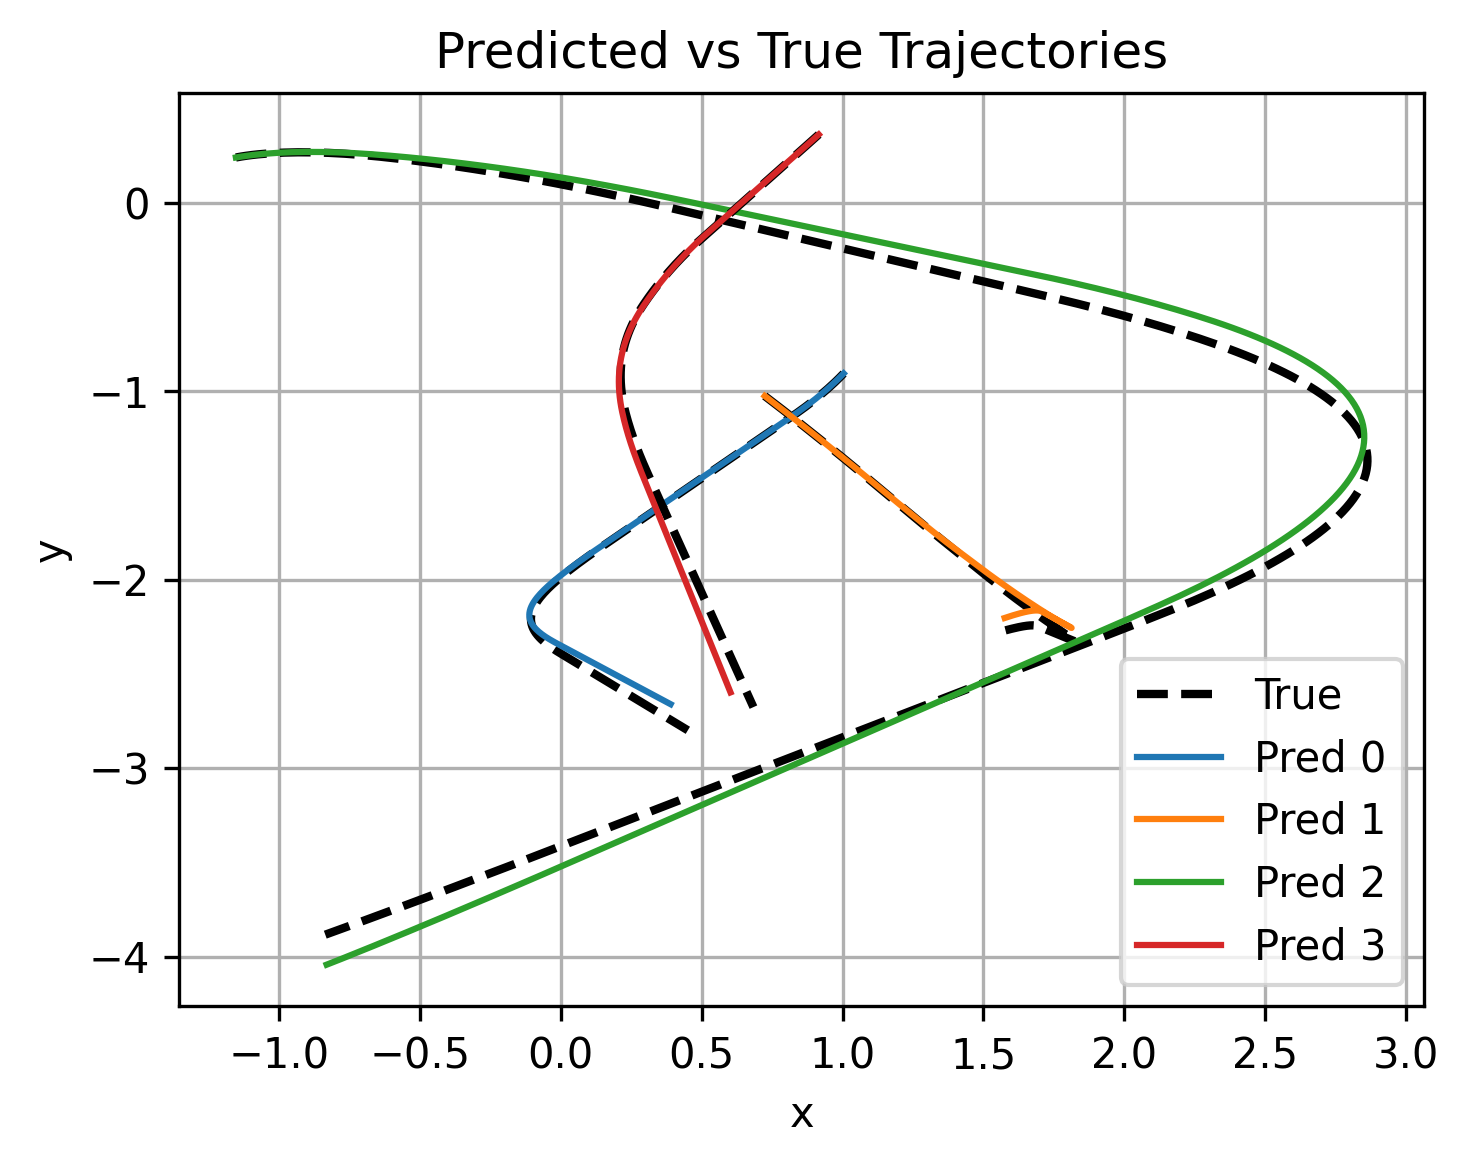 Predicted vs True Trajectories
y
0
−1
−2
−3
−4
True
Pred 0
Pred 1
Pred 2
Pred 3
−1.0 −0.5 0.0 0.5 1.0 1.5 2.0 2.5 3.0
x